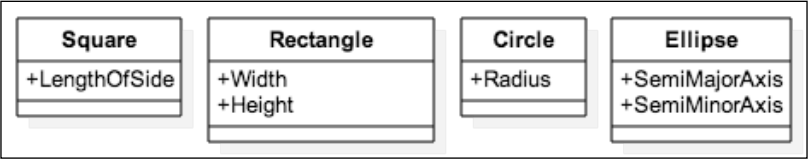 Square
+LengthOfSide
Rectangle
+Width
+Height
Circle
+Radius
Ellipse
+SemiMajorAxis
+SemiMinorAxis